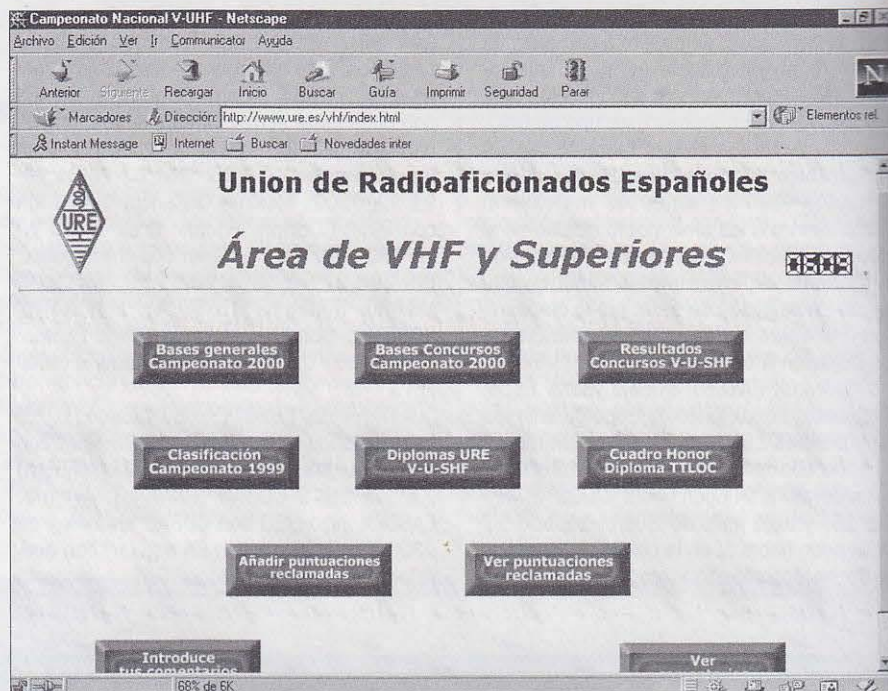 Campeonato Nacional V-UHF - Netscape
Archivo Edición Ver Ir Communicator Ayuda
Anterior Siguiente Recargar Inicio Buscar Guía Imprimir Seguridad Parar
N
Marcadores Dirección: http://www.ure.es/vhf/index.html Elementos rel.
Instant Message Internet Buscar Novedades inter
URE
Union de Radioaficionados Españoles
Área de VHF y Superiores
Bases generales
Campeonato 2000
Bases Concursos
Campeonato 2000
Resultados
Concursos V-U-SHF
Clasificación
Campeonato 1999
Diplomas URE
V-U-SHF
Cuadro Honor
Diploma TTLOC
Añadir puntuaciones
reclamadas
Ver puntuaciones
reclamadas
Introduce
tus comentarios
Ver
68% de 6K